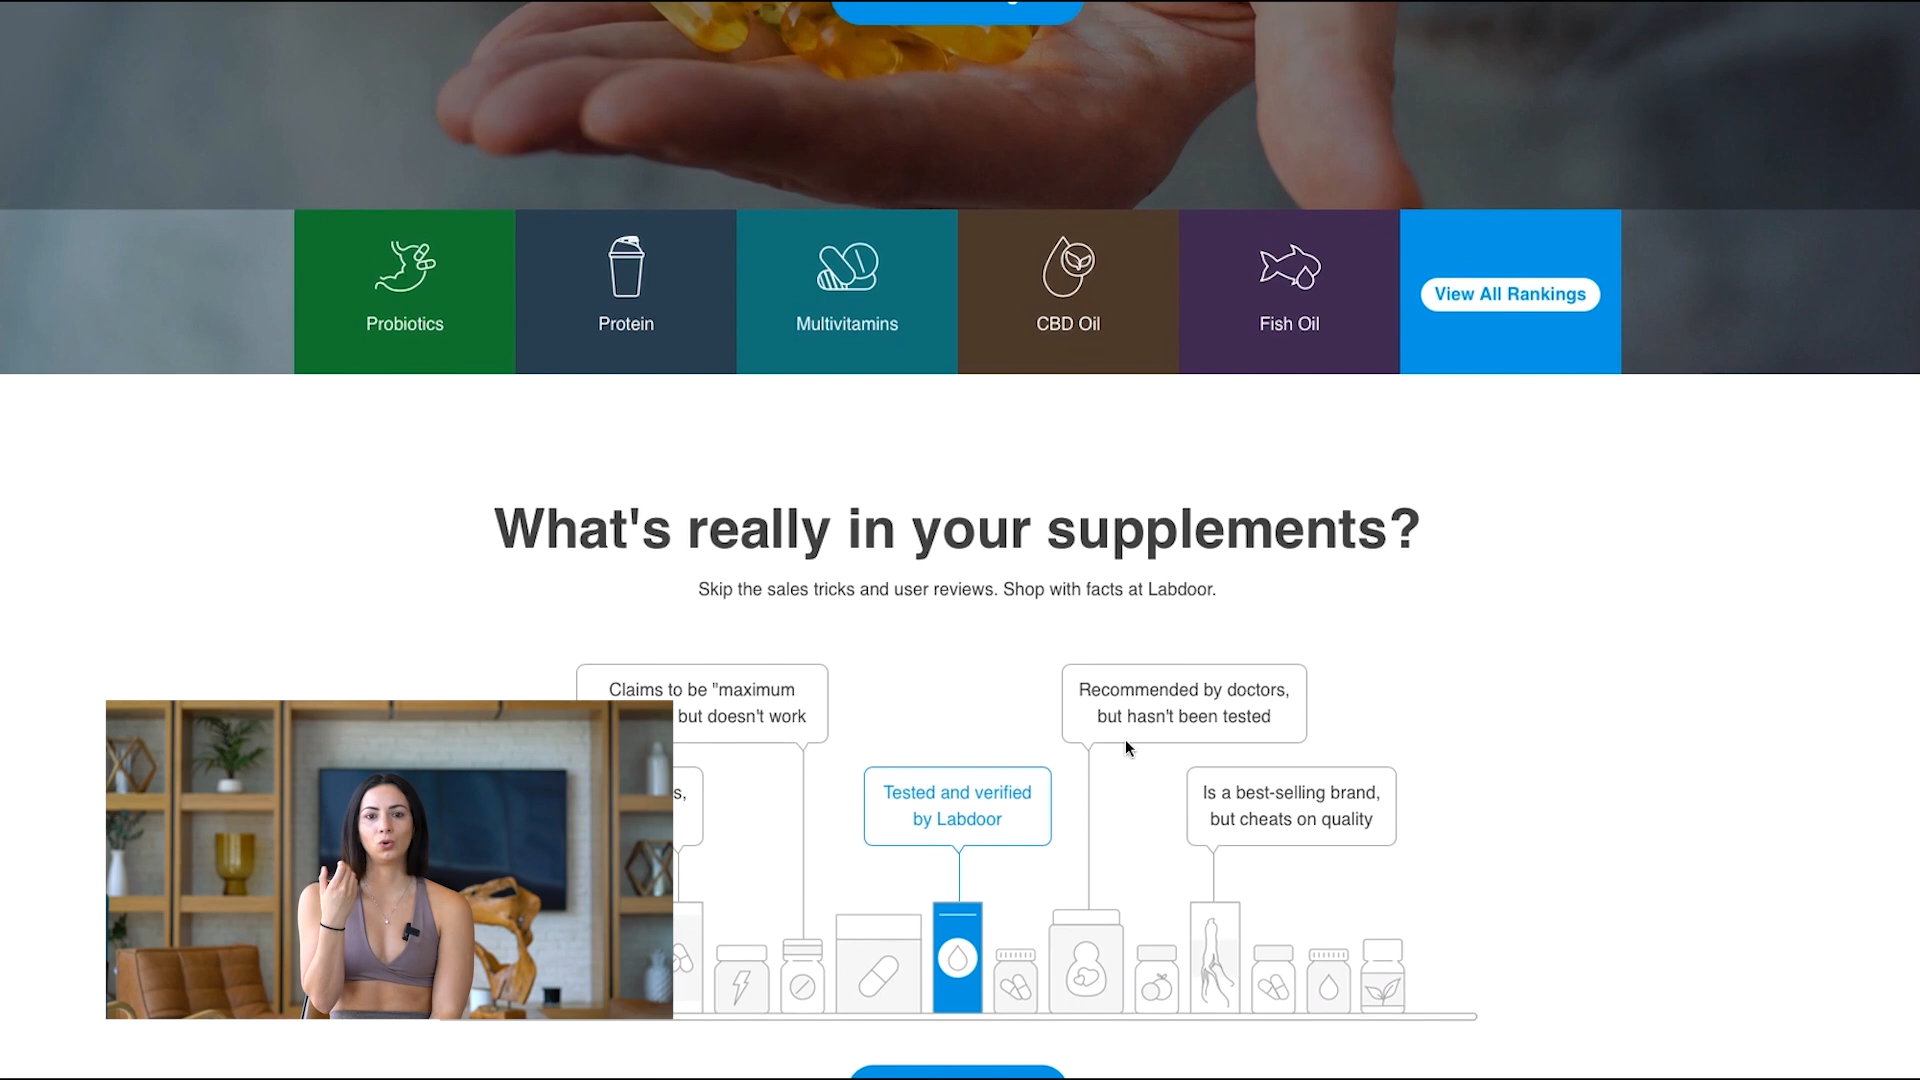 Probiotics
Protein
Multivitamins
CBD Oil
Fish Oil
View All Rankings
What's really in your supplements?
Skip the sales tricks and user reviews. Shop with facts at Labdoor.
Claims to be "maximum
but doesn't work
Recommended by doctors,
but hasn't been tested
s,
Tested and verified
by Labdoor
Is a best-selling brand,
but cheats on quality